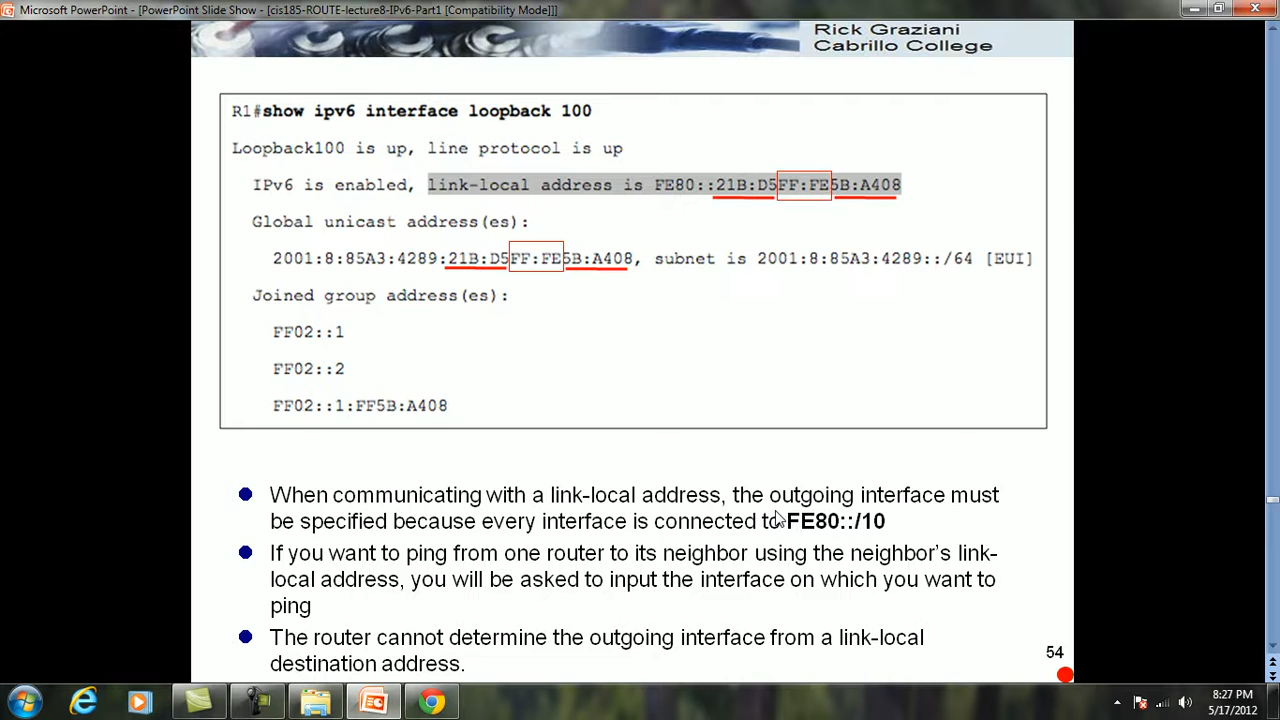 Microsoft PowerPoint - [PowerPoint Slide Show - [cis185-ROUTE-lecture8-IPv6-Part1 [Compatibility Mode]]]
Rick Graziani
Cabrillo College
R1#show ipv6 interface loopback 100
Loopback100 is up, line protocol is up
IPv6 is enabled, link-local address is FE80::21B:D5FF:FE5B:A408
Global unicast address(es):
2001:8:85A3:4289:21B:D5FF:FE5B:A408, subnet is 2001:8:85A3:4289::/64 [EUI]
Joined group address(es):
FF02::1
FF02::2
FF02::1:FF5B:A408
When communicating with a link-local address, the outgoing interface must
be specified because every interface is connected to FE80::/10
If you want to ping from one router to its neighbor using the neighbor's link-
local address, you will be asked to input the interface on which you want to
ping
The router cannot determine the outgoing interface from a link-local
destination address.
54
8:27 PM
5/17/2012